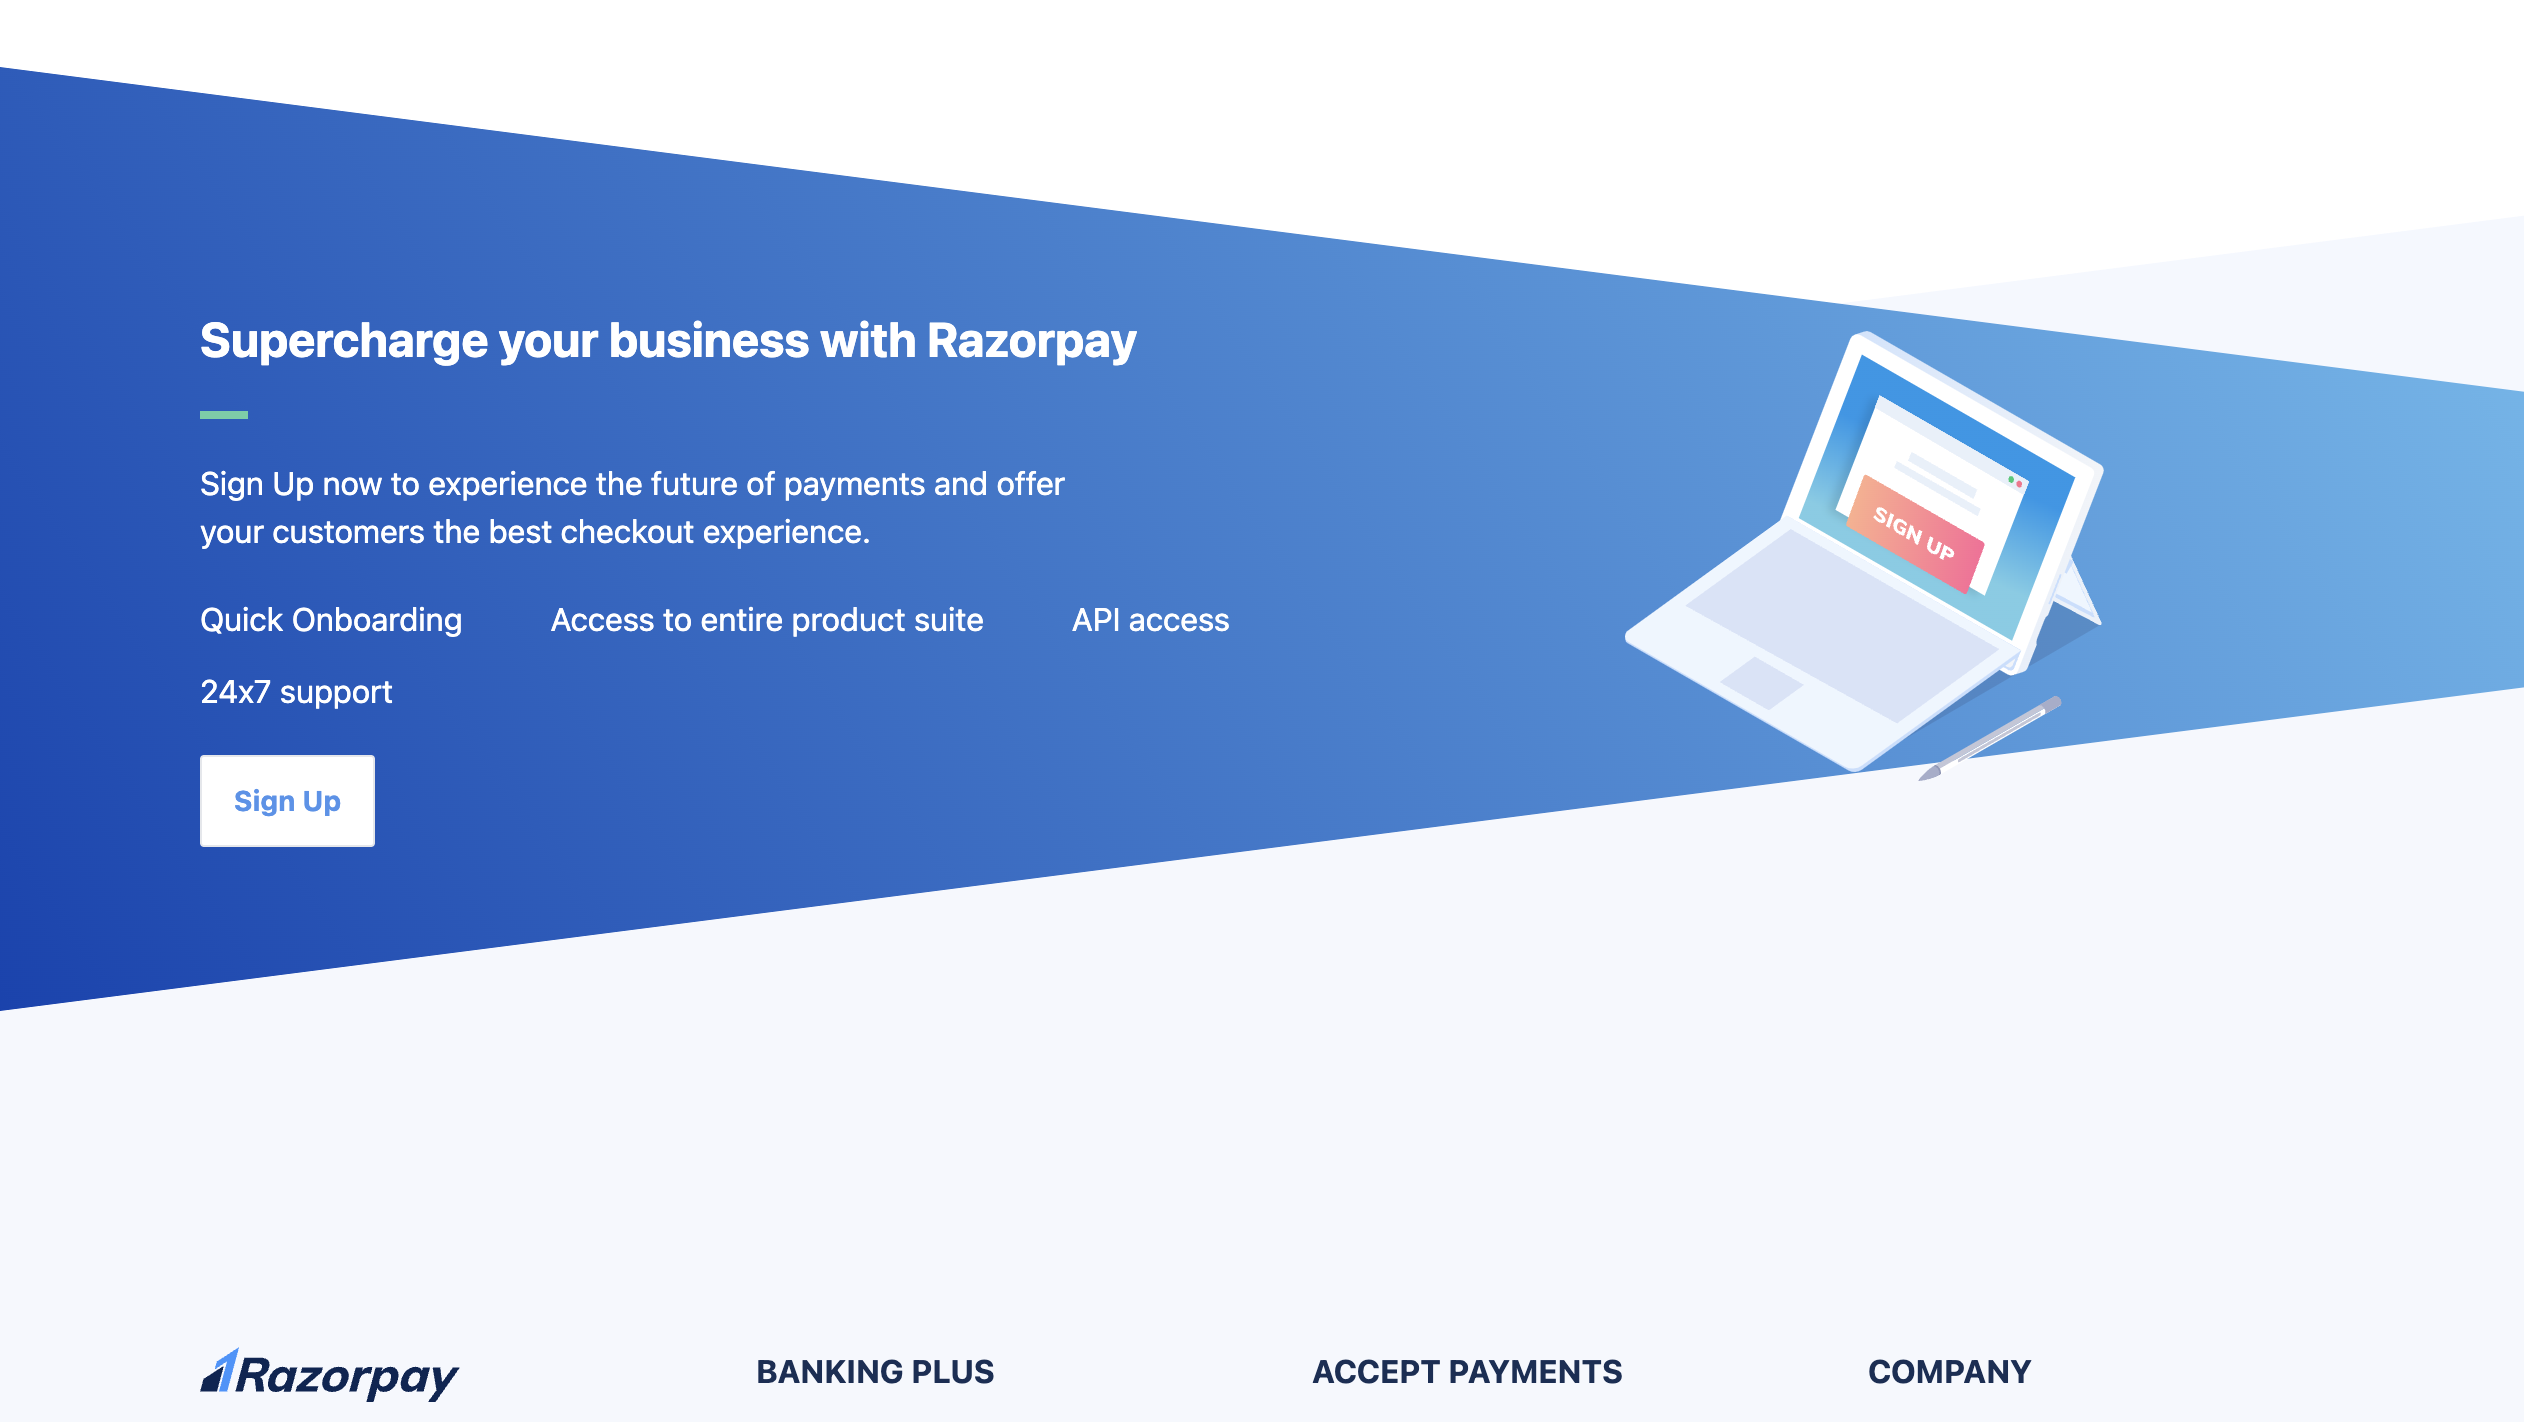 Supercharge your business with Razorpay
Sign Up now to experience the future of payments and offer
your customers the best checkout experience.
Quick Onboarding Access to entire product suite API access
24x7 support
Sign Up
SIGN UP
Razorpay BANKING PLUS ACCEPT PAYMENTS COMPANY